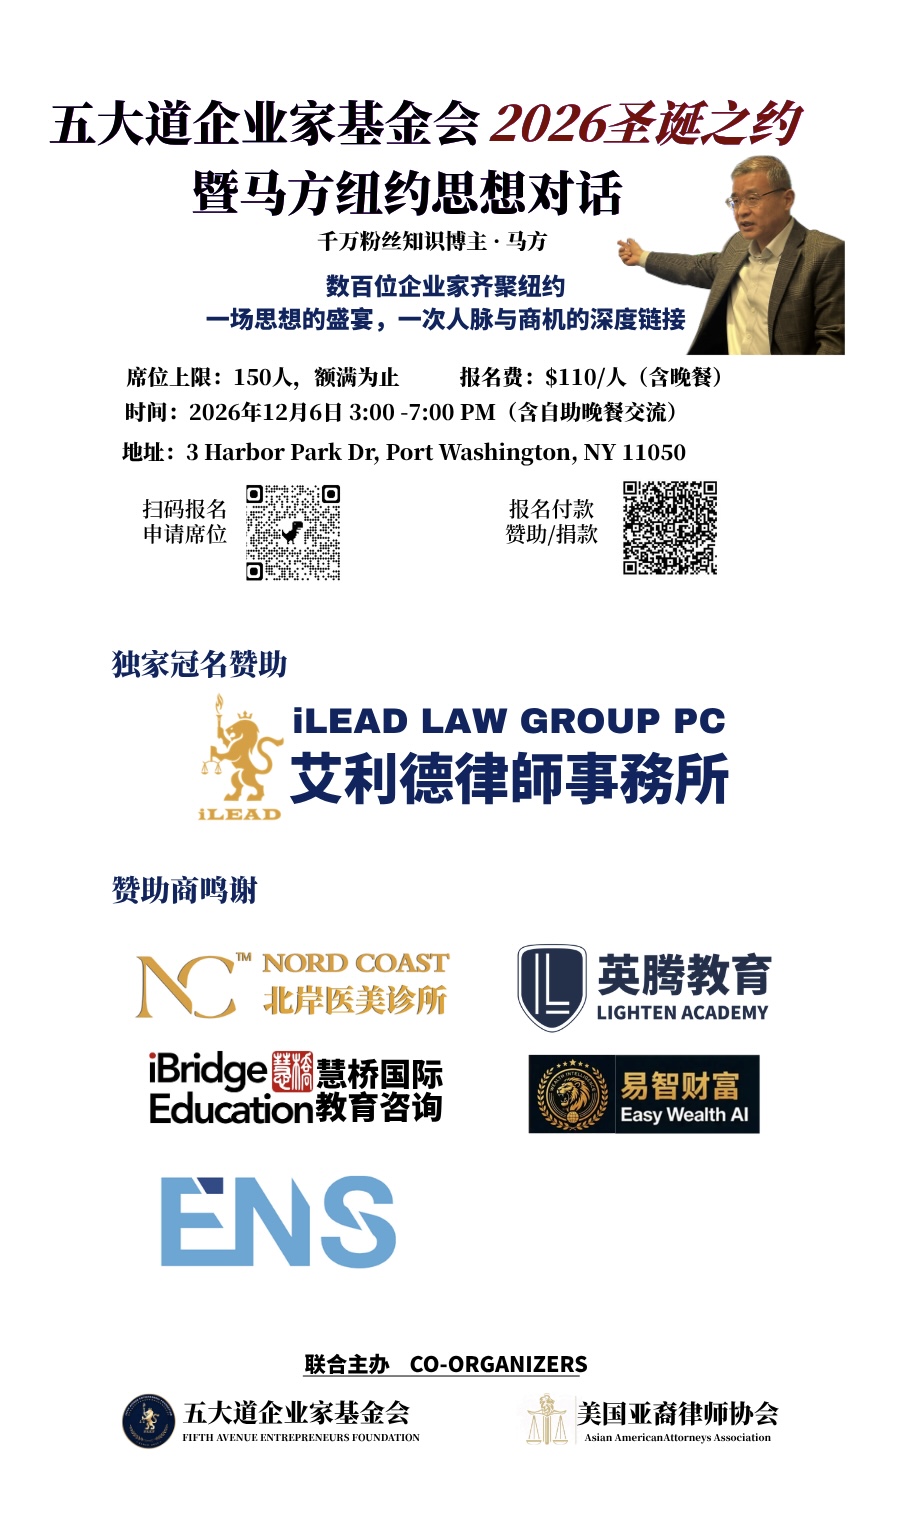 五大道企业家基金会 2026圣诞之约
暨马方纽约思想对话
千万粉丝知识博主 · 马方
数百位企业家齐聚纽约
一场思想的盛宴，一次人脉与商机的深度链接
席位上限：150人，额满为止 报名费：$110/人（含晚餐）
时间：2026年12月6日 3:00 -7:00 PM（含自助晚餐交流）
地址：3 Harbor Park Dr, Port Washington, NY 11050
扫码报名
申请席位
报名付款
赞助/捐款
独家冠名赞助
iLEAD LAW GROUP PC
艾利德律師事務所
iLEAD
赞助商鸣谢
NC™ NORD COAST
北岸医美诊所
英腾教育
LIGHTEN ACADEMY
iBridge 慧橋 慧桥国际
Education 教育咨询
易智财富
Easy Wealth AI
ENS
联合主办 CO-ORGANIZERS
五大道企业家基金会
FIFTH AVENUE ENTREPRENEURS FOUNDATION
美国亚裔律师协会
Asian AmericanAttorneys Association